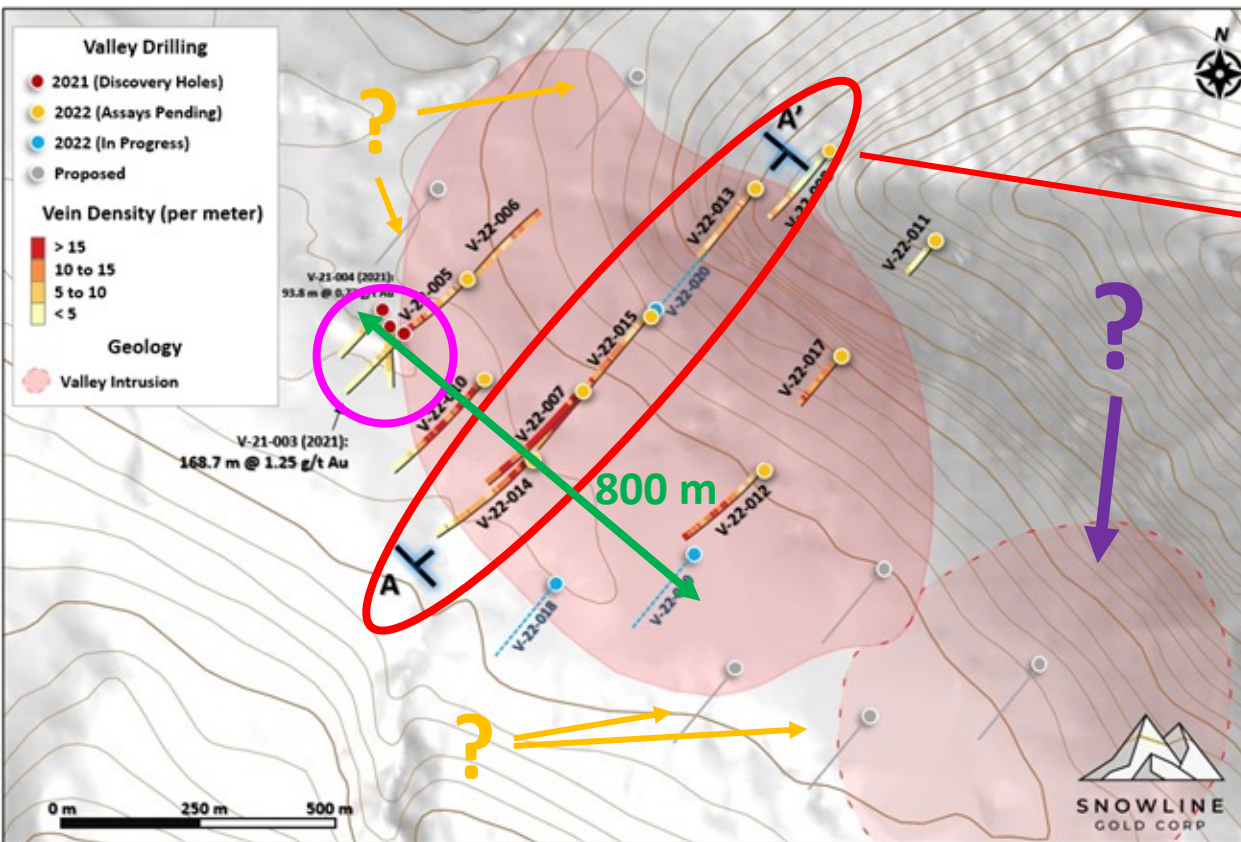 Valley Drilling
2021 (Discovery Holes)
2022 (Assays Pending)
2022 (In Progress)
Proposed
Vein Density (per meter)
> 15
10 to 15
5 to 10
< 5
Geology
Valley Intrusion
N
?
A'
V-22-013
V-22-006
V-22-011
V-21-004 (2021):
93.8 m @ g/t Au
V-22-005
V-22-020
?
V-22-015
V-22-017
V-22-007
V-21-003 (2021):
168.7 m @ 1.25 g/t Au
800 m
V-22-014
V-22-012
A
V-22-018
?
0 m
250 m
500 m
SNOWLINE
GOLD CORP